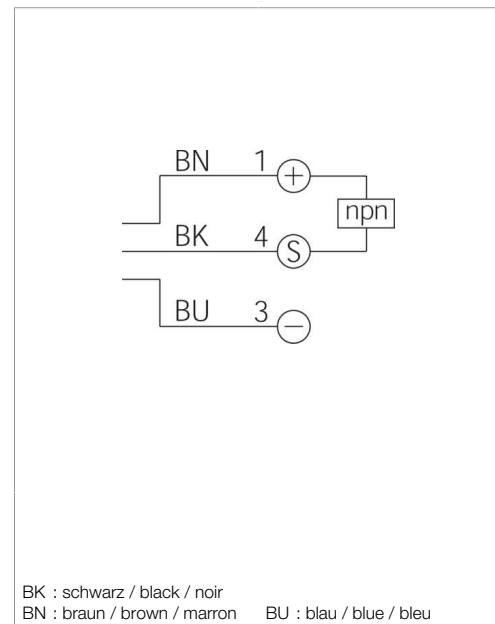 BN 1 +
npn
BK 4 S
BU 3 −
BK : schwarz / black / noir
BN : braun / brown / marron BU : blau / blue / bleu